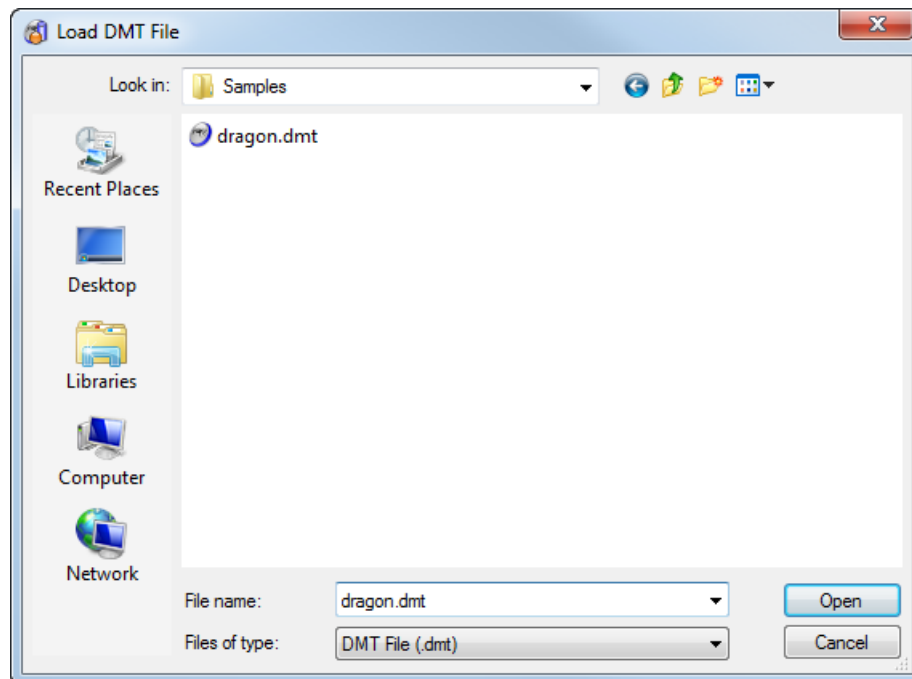 Load DMT File
Look in: Samples
dragon.dmt
Recent Places
Desktop
Libraries
Computer
Network
File name: dragon.dmt Open
Files of type: DMT File (.dmt) Cancel